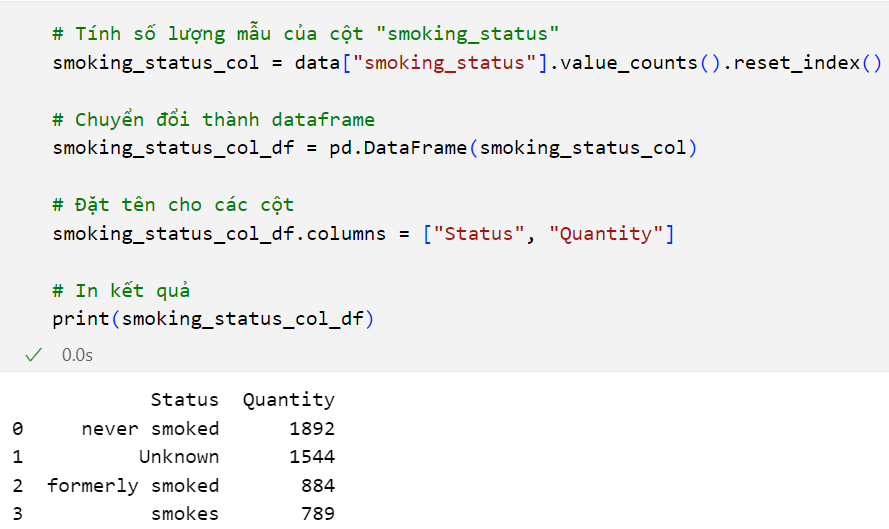 # Tính số lượng mẫu của cột "smoking_status"
smoking_status_col = data["smoking_status"].value_counts().reset_index()
# Chuyển đổi thành dataframe
smoking_status_col_df = pd.DataFrame(smoking_status_col)
# Đặt tên cho các cột
smoking_status_col_df.columns = ["Status", "Quantity"]
# In kết quả
print(smoking_status_col_df)
✓ 0.0s
Status Quantity
0 never smoked 1892
1 Unknown 1544
2 formerly smoked 884
3 smokes 789